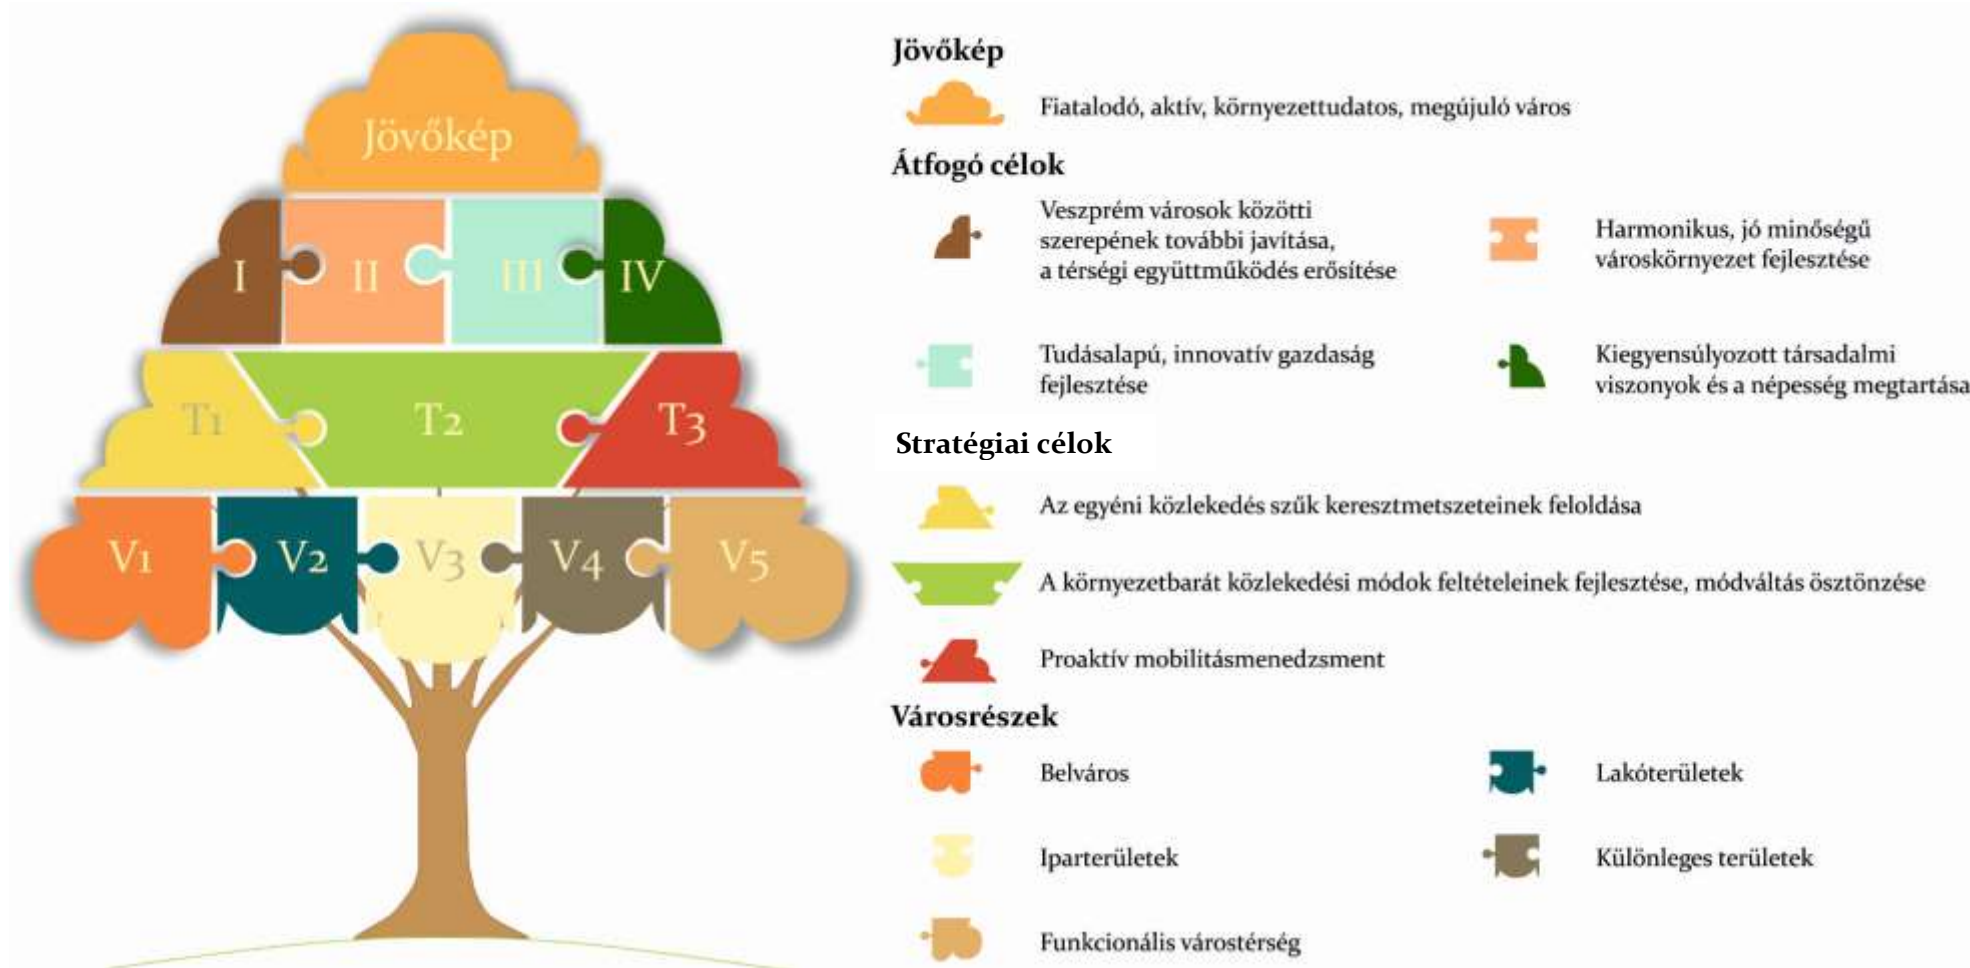 Jövőkép
I
II
III
IV
T1
T2
T3
V1
V2
V3
V4
V5
Jövőkép
Fiatalodó, aktív, környezettudatos, megújuló város
Átfogó célok
Veszprém városok közötti
szerepének további javítása,
a térségi együttműködés erősítése
Harmonikus, jó minőségű
városkörnyezet fejlesztése
Tudásalapú, innovatív gazdaság
fejlesztése
Kiegyensúlyozott társadalmi
viszonyok és a népesség megtartása
Stratégiai célok
Az egyéni közlekedés szűk keresztmetszeteinek feloldása
A környezetbarát közlekedési módok feltételeinek fejlesztése, módváltás ösztönzése
Proaktív mobilitásmenedzsment
Városrészek
Belváros
Lakóterületek
Iparterületek
Különleges területek
Funkcionális várostérség